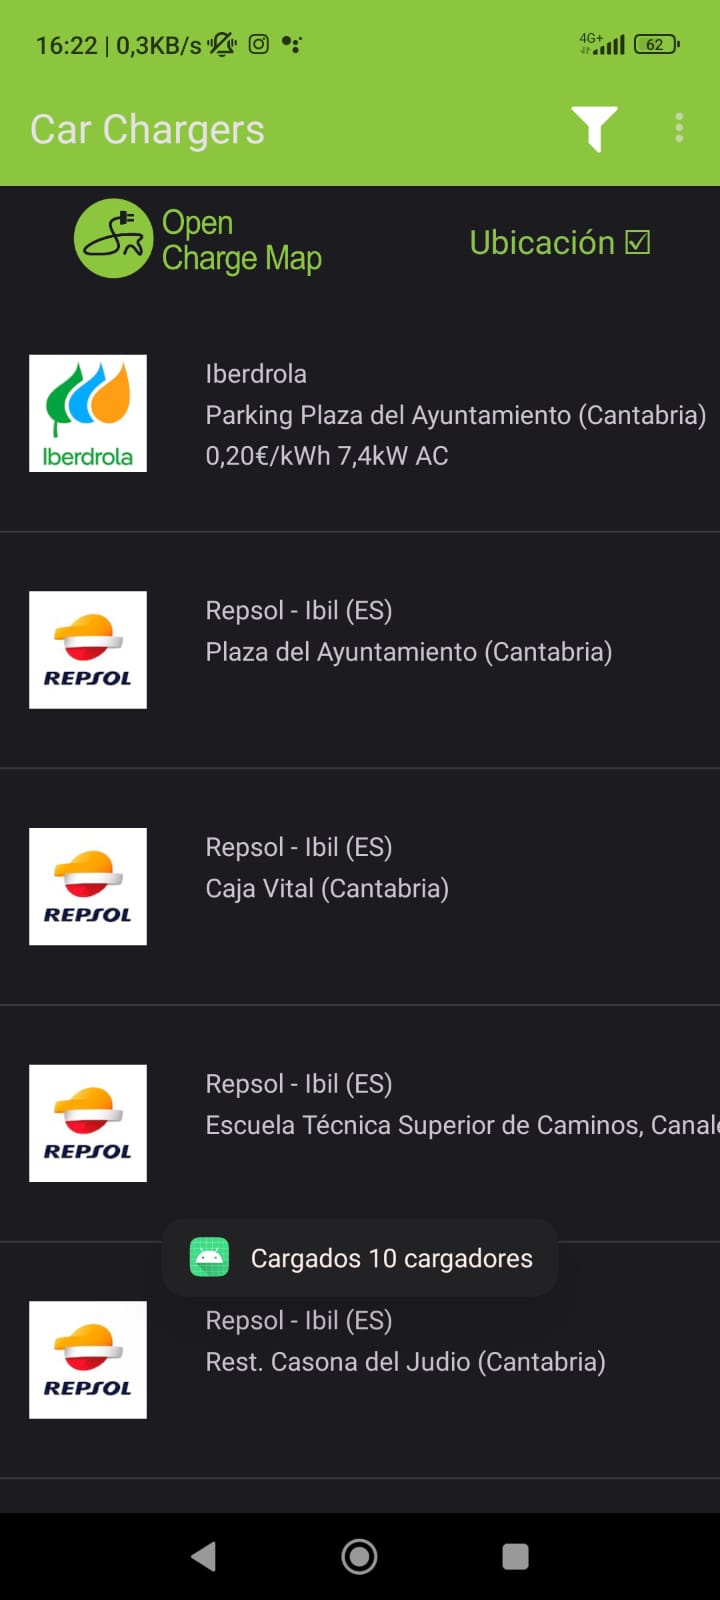 16:22 | 0,3KB/s 4G+ 62
Car Chargers
Open
Charge Map
Ubicación
Iberdrola
Iberdrola
Parking Plaza del Ayuntamiento (Cantabria)
0,20€/kWh 7,4kW AC
REPSOL
Repsol - Ibil (ES)
Plaza del Ayuntamiento (Cantabria)
REPSOL
Repsol - Ibil (ES)
Caja Vital (Cantabria)
REPSOL
Repsol - Ibil (ES)
Escuela Técnica Superior de Caminos, Canale
Cargados 10 cargadores
REPSOL
Repsol - Ibil (ES)
Rest. Casona del Judio (Cantabria)